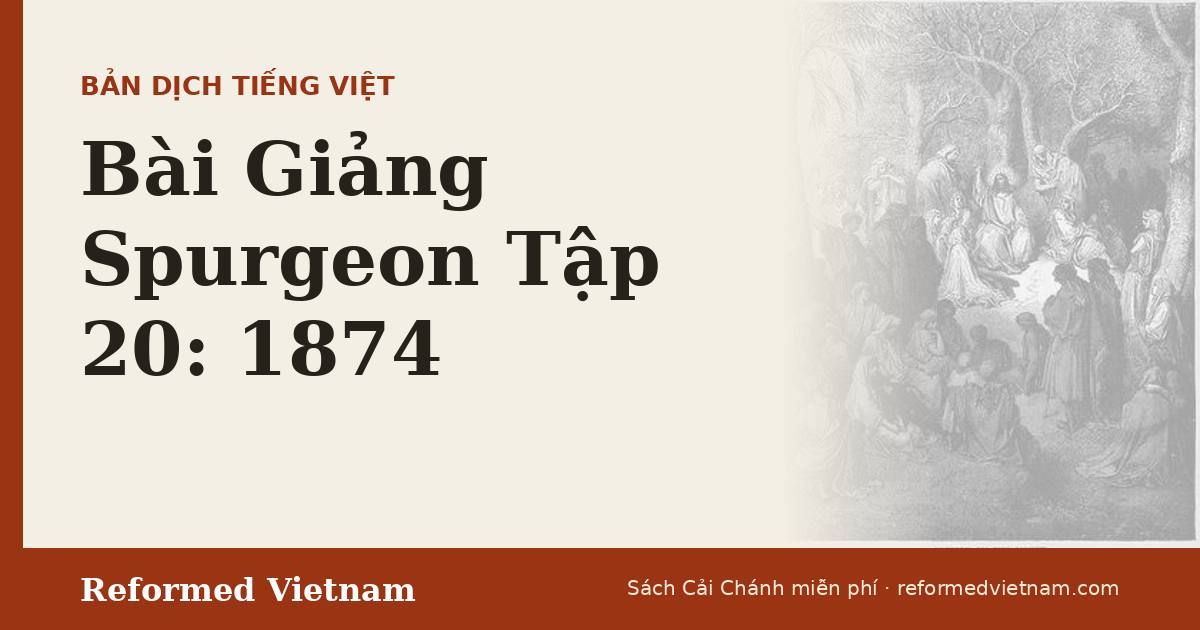 BẢN DỊCH TIẾNG VIỆT
Bài Giảng
Spurgeon Tập
20: 1874
Reformed Vietnam
Sách Cải Chánh miễn phí · reformedvietnam.com